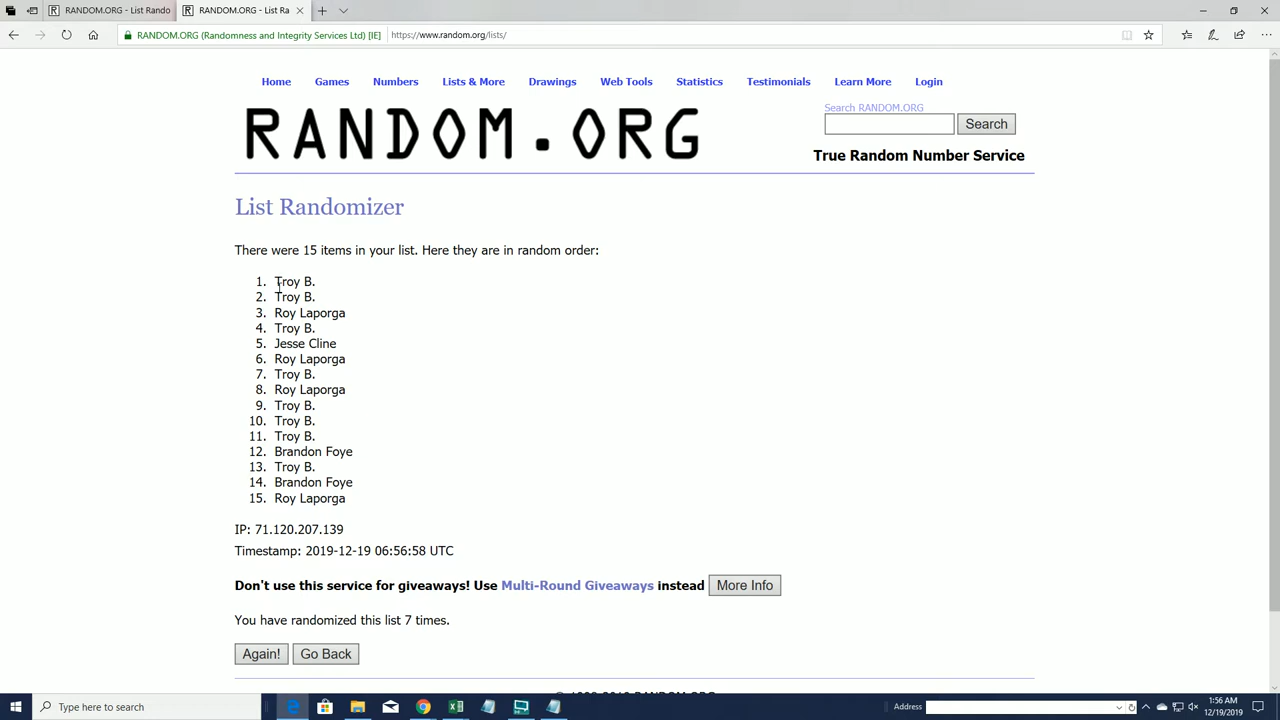 RANDOM.ORG - List Rando
RANDOM.ORG - List Ra
RANDOM.ORG (Randomness and Integrity Services Ltd) [IE]
https://www.random.org/lists/
Home Games Numbers Lists & More Drawings Web Tools Statistics Testimonials Learn More Login
RANDOM.ORG
Search RANDOM.ORG
Search
True Random Number Service
List Randomizer
There were 15 items in your list. Here they are in random order:
1. Troy B.
2. Troy B.
3. Roy Laporga
4. Troy B.
5. Jesse Cline
6. Roy Laporga
7. Troy B.
8. Roy Laporga
9. Troy B.
10. Troy B.
11. Troy B.
12. Brandon Foye
13. Troy B.
14. Brandon Foye
15. Roy Laporga
IP: 71.120.207.139
Timestamp: 2019-12-19 06:56:58 UTC
Don't use this service for giveaways! Use Multi-Round Giveaways instead More Info
You have randomized this list 7 times.
Again! Go Back
Type here to search
Address
1:56 AM
12/19/2019